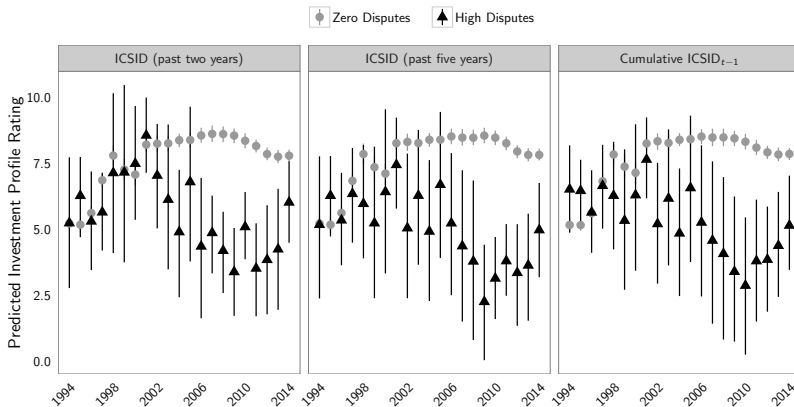 Zero Disputes High Disputes
ICSID (past two years) ICSID (past five years) Cumulative ICSID_{t−1}
Predicted Investment Profile Rating
10.0
7.5
5.0
2.5
0.0
1994 1998 2002 2006 2010 2014 1994 1998 2002 2006 2010 2014 1994 1998 2002 2006 2010 2014